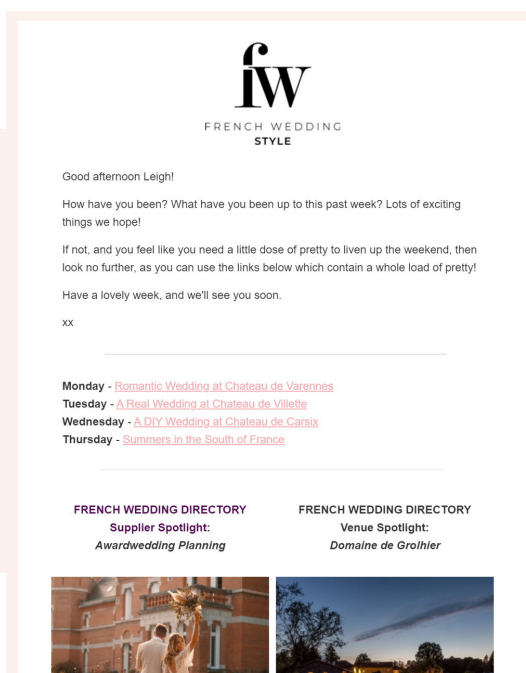 fw
FRENCH WEDDING
STYLE
Good afternoon Leigh!
How have you been? What have you been up to this past week? Lots of exciting
things we hope!
If not, and you feel like you need a little dose of pretty to liven up the weekend, then
look no further, as you can use the links below which contain a whole load of pretty!
Have a lovely week, and we'll see you soon.
xx
Monday - Romantic Wedding at Chateau de Varennes
Tuesday - A Real Wedding at Chateau de Villette
Wednesday - A DIY Wedding at Chateau de Carsix
Thursday - Summers in the South of France
FRENCH WEDDING DIRECTORY
Supplier Spotlight:
Awardwedding Planning
FRENCH WEDDING DIRECTORY
Venue Spotlight:
Domaine de Grolhier